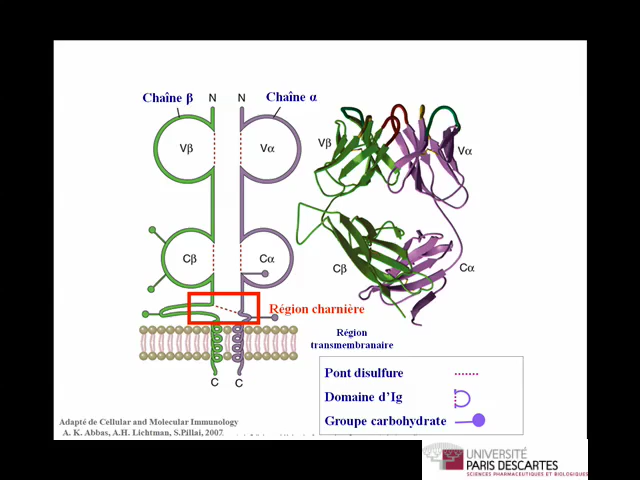 Chaîne β
N
N
Chaîne α
Vβ
Vα
Vβ
Vα
Cβ
Cα
Cβ
Cα
Région charnière
Région
transmembranaire
C
C
Pont disulfure
Domaine d'Ig
Groupe carbohydrate
Adapté de Cellular and Molecular Immunology
A. K. Abbas, A.H. Lichtman, S.Pillai, 2007
UNIVERSITÉ
PARIS DESCARTES
SCIENCES PHARMACEUTIQUES ET BIOLOGIQUES